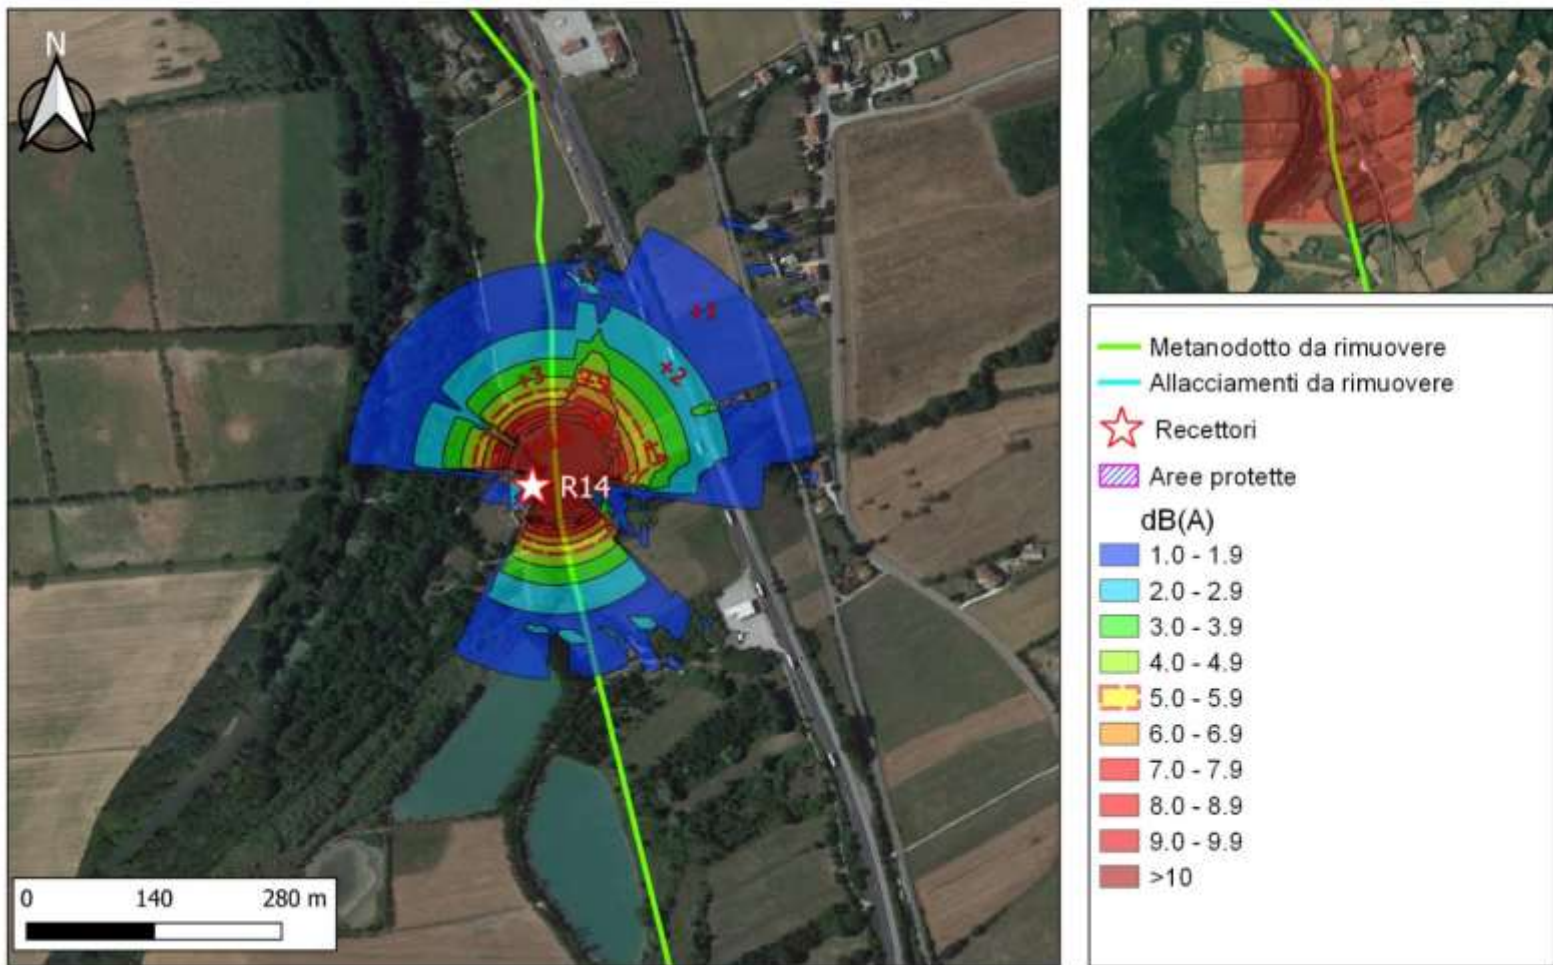 N
+1
+2
+3
R14
0 140 280 m
Metanodotto da rimuovere
Allacciamenti da rimuovere
Recettori
Aree protette
dB(A)
1.0 - 1.9
2.0 - 2.9
3.0 - 3.9
4.0 - 4.9
5.0 - 5.9
6.0 - 6.9
7.0 - 7.9
8.0 - 8.9
9.0 - 9.9
>10